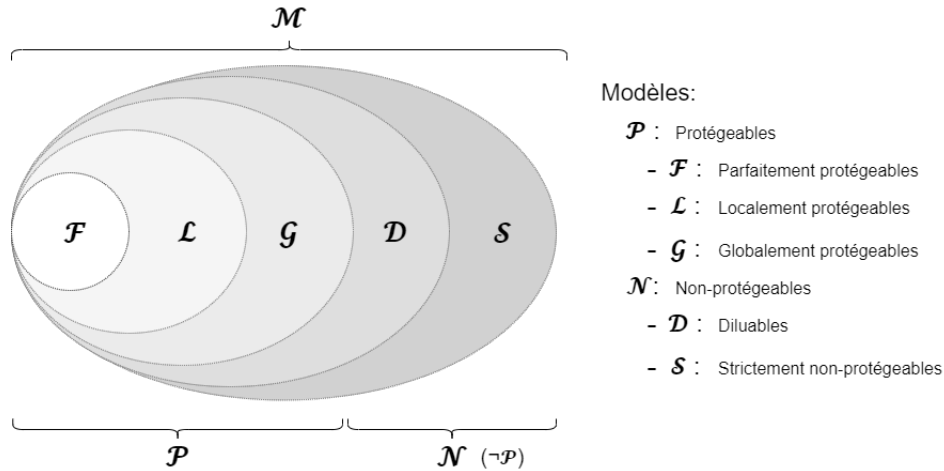 ℳ
ℱ ℒ 𝒢 𝒟 𝒮
𝒫 𝒩 (¬𝒫)
Modèles:
𝒫 : Protégeables
- ℱ : Parfaitement protégeables
- ℒ : Localement protégeables
- 𝒢 : Globalement protégeables
𝒩 : Non-protégeables
- 𝒟 : Diluables
- 𝒮 : Strictement non-protégeables